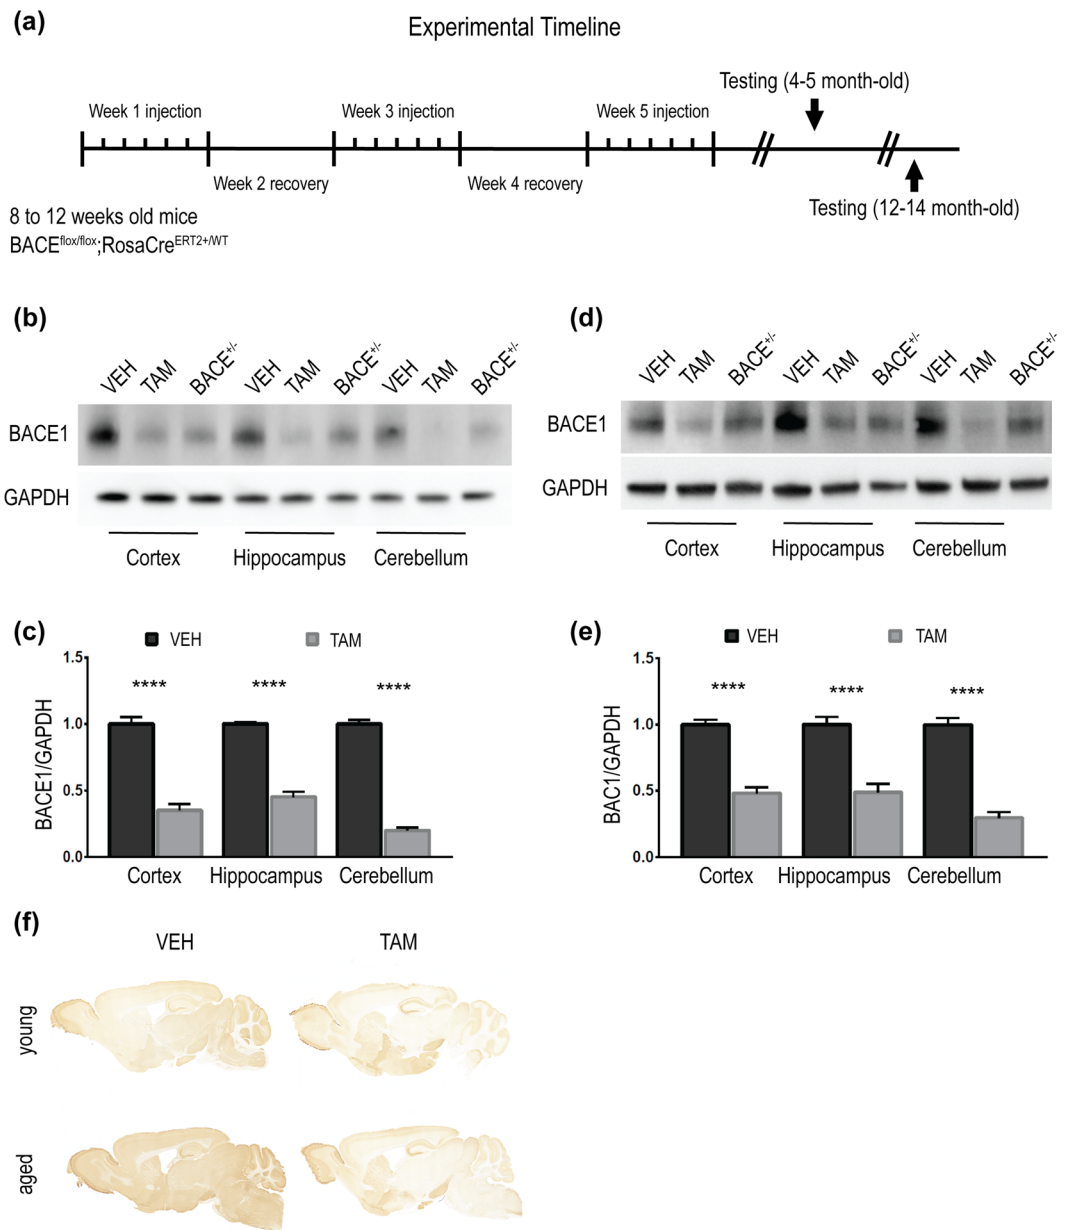 (a)
Experimental Timeline
Testing (4-5 month-old)
Week 1 injection
Week 3 injection
Week 5 injection
Week 2 recovery
Week 4 recovery
Testing (12-14 month-old)
8 to 12 weeks old mice
BACEflox/flox;RosaCreERT2+/WT
(b)
VEH TAM BACE+/- VEH TAM BACE+/- VEH TAM BACE+/-
BACE1
GAPDH
Cortex Hippocampus Cerebellum
(d)
VEH TAM BACE+/- VEH TAM BACE+/- VEH TAM BACE+/-
BACE1
GAPDH
Cortex Hippocampus Cerebellum
(c)
VEH TAM
1.5
**** **** ****
1.0
BACE1/GAPDH
0.5
0.0
Cortex Hippocampus Cerebellum
(e)
VEH TAM
1.5
**** **** ****
1.0
BAC1/GAPDH
0.5
0.0
Cortex Hippocampus Cerebellum
(f)
VEH TAM
young
aged